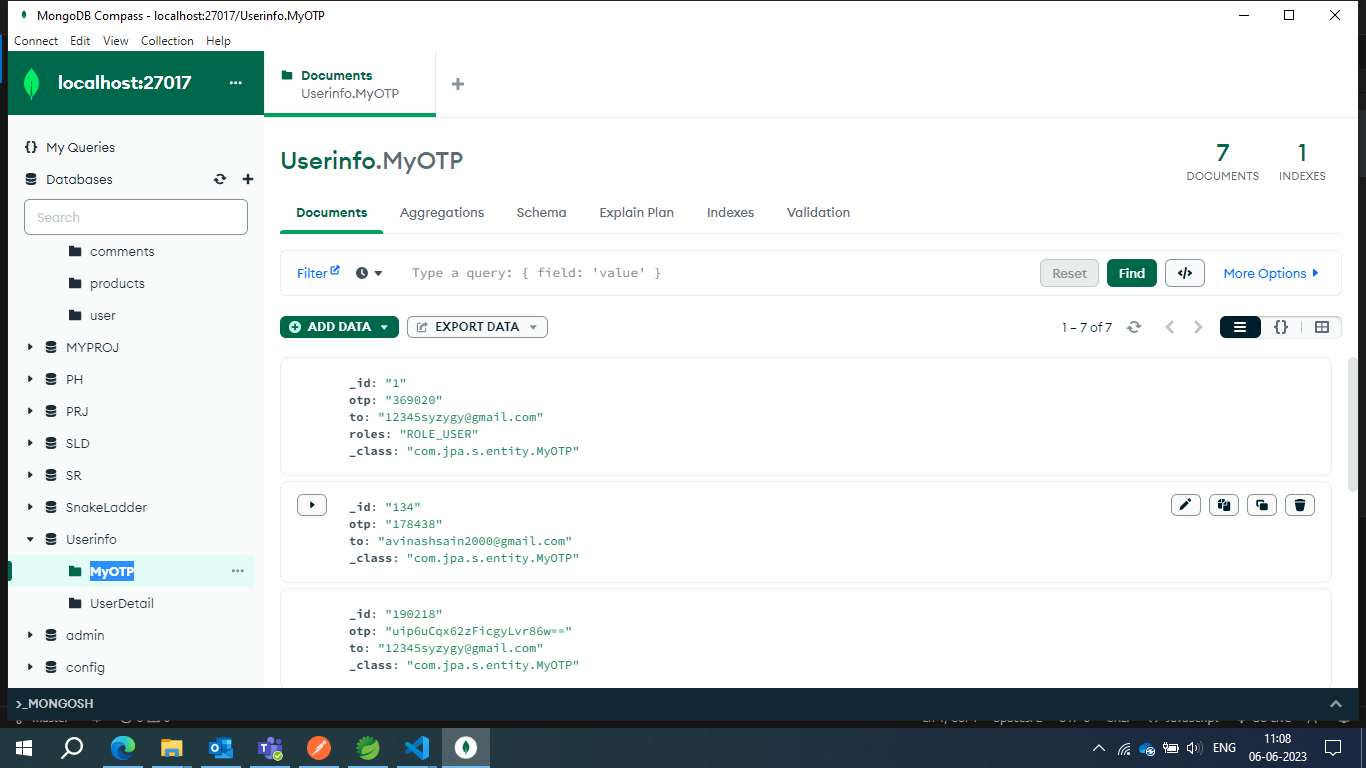 MongoDB Compass - localhost:27017/Userinfo.MyOTP
Connect Edit View Collection Help
localhost:27017 ...
Documents
Userinfo.MyOTP
My Queries
Databases
Search
comments
products
user
MYPROJ
PH
PRJ
SLD
SR
SnakeLadder
Userinfo
MyOTP
UserDetail
admin
config
Userinfo.MyOTP
7
DOCUMENTS
1
INDEXES
Documents Aggregations Schema Explain Plan Indexes Validation
Filter Type a query: { field: 'value' } Reset Find </> More Options
ADD DATA EXPORT DATA 1 – 7 of 7 {}
_id: "1"
otp: "369020"
to: "12345syzygy@gmail.com"
roles: "ROLE_USER"
_class: "com.jpa.s.entity.MyOTP"
_id: "134"
otp: "178438"
to: "avinashsain2000@gmail.com"
_class: "com.jpa.s.entity.MyOTP"
_id: "190218"
otp: "uip6uCqx62zFicgyLvr86w=="
to: "12345syzygy@gmail.com"
_class: "com.jpa.s.entity.MyOTP"
>_MONGOSH
ENG
11:08
06-06-2023